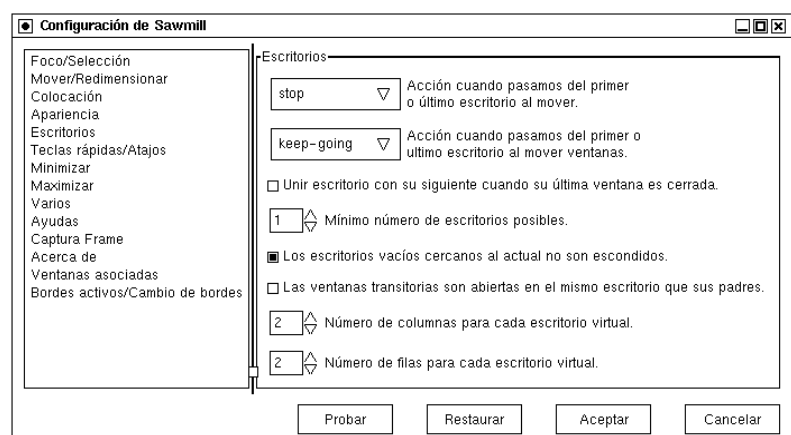 Configuración de Sawmill
Foco/Selección
Mover/Redimensionar
Colocación
Apariencia
Escritorios
Teclas rápidas/Atajos
Minimizar
Maximizar
Varios
Ayudas
Captura Frame
Acerca de
Ventanas asociadas
Bordes activos/Cambio de bordes
Escritorios
stop
Acción cuando pasamos del primer
o último escritorio al mover.
keep-going
Acción cuando pasamos del primer o
ultimo escritorio al mover ventanas.
Unir escritorio con su siguiente cuando su última ventana es cerrada.
1 Mínimo número de escritorios posibles.
Los escritorios vacíos cercanos al actual no son escondidos.
Las ventanas transitorias son abiertas en el mismo escritorio que sus padres.
2 Número de columnas para cada escritorio virtual.
2 Número de filas para cada escritorio virtual.
Probar Restaurar Aceptar Cancelar